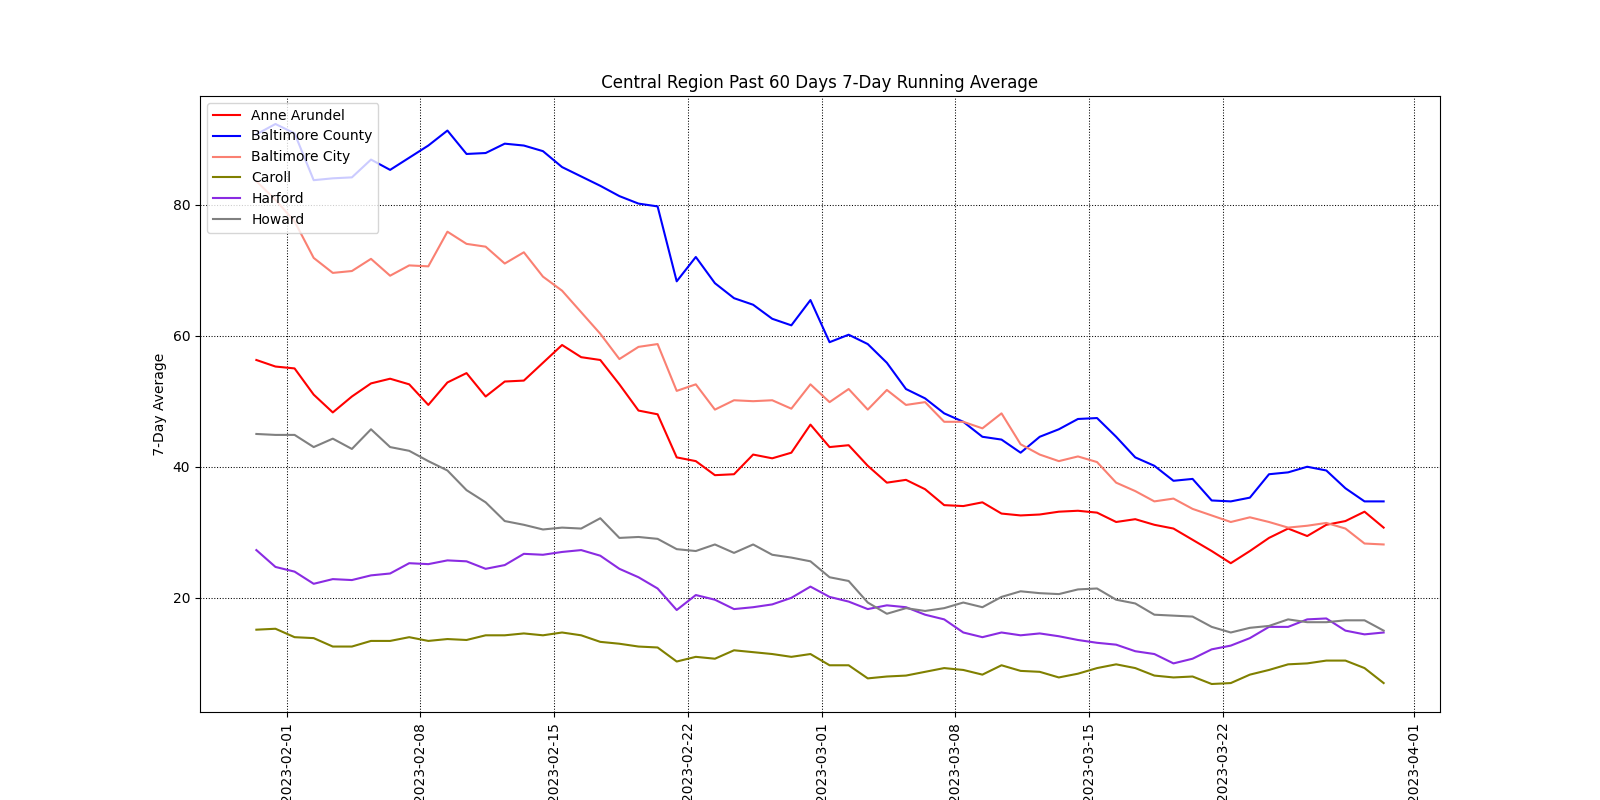 Central Region Past 60 Days 7-Day Running Average
Anne Arundel
Baltimore County
Baltimore City
Caroll
Harford
Howard
7-Day Average
80
60
40
20
2023-02-01
2023-02-08
2023-02-15
2023-02-22
2023-03-01
2023-03-08
2023-03-15
2023-03-22
2023-04-01